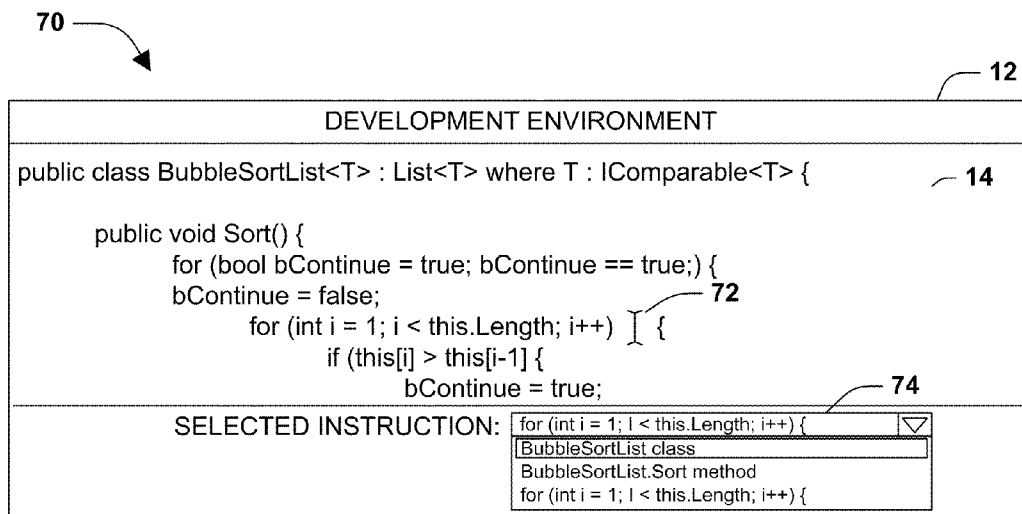 70
12
DEVELOPMENT ENVIRONMENT
public class BubbleSortList<T> : List<T> where T : IComparable<T> {
14
public void Sort() {
for (bool bContinue = true; bContinue == true;) {
bContinue = false;
72
for (int i = 1; i < this.Length; i++) {
if (this[i] > this[i-1] {
bContinue = true;
74
SELECTED INSTRUCTION: for (int i = 1; I < this.Length; i++) {
BubbleSortList class
BubbleSortList.Sort method
for (int i = 1; I < this.Length; i++) {